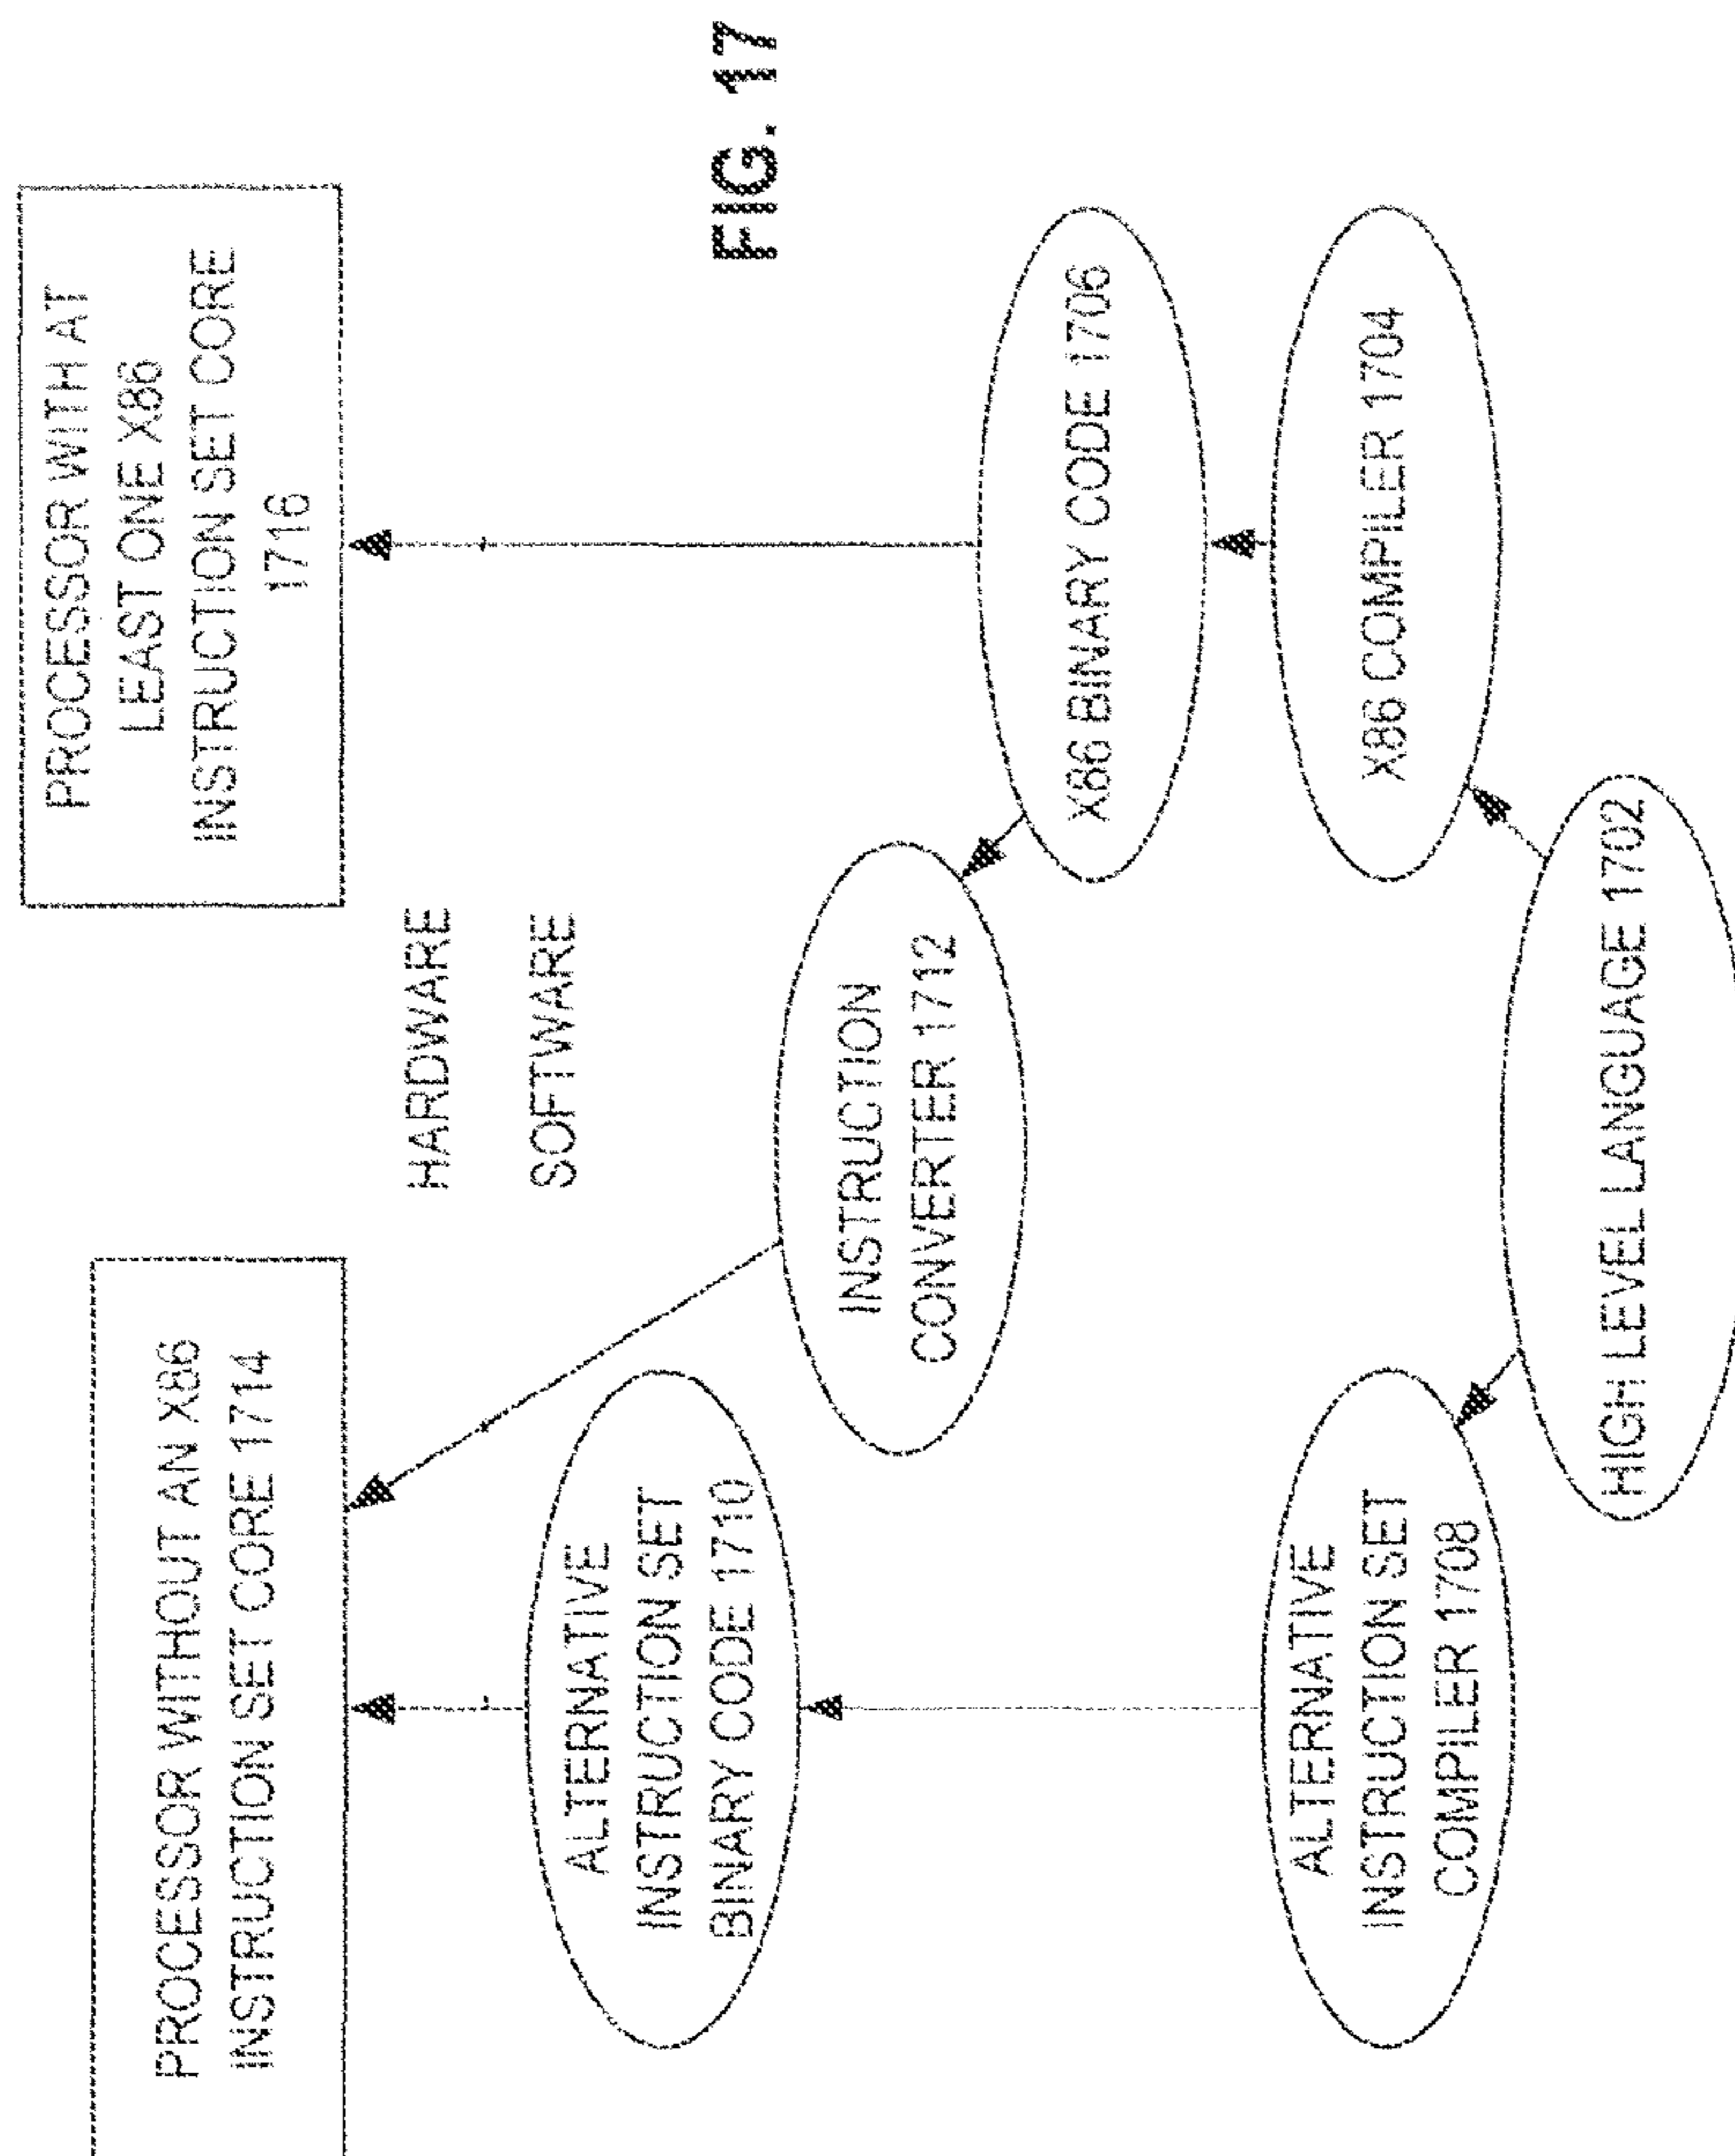 PROCESSOR WITHOUT AN X86
INSTRUCTION SET CORE 1714
PROCESSOR WITH AT
LEAST ONE X86
INSTRUCTION SET CORE
1716
HARDWARE
SOFTWARE
ALTERNATIVE
INSTRUCTION SET
BINARY CODE 1710
INSTRUCTION
CONVERTER 1712
X86 BINARY CODE 1706
ALTERNATIVE
INSTRUCTION SET
COMPILER 1708
X86 COMPILER 1704
HIGH LEVEL LANGUAGE 1702
FIG. 17